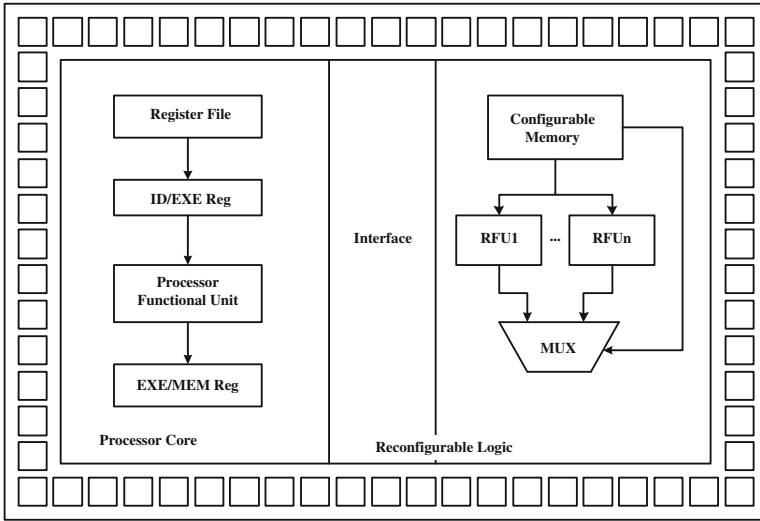 Register File
ID/EXE Reg
Processor
Functional Unit
EXE/MEM Reg
Processor Core
Interface
Configurable
Memory
RFU1
...
RFUn
MUX
Reconfigurable Logic